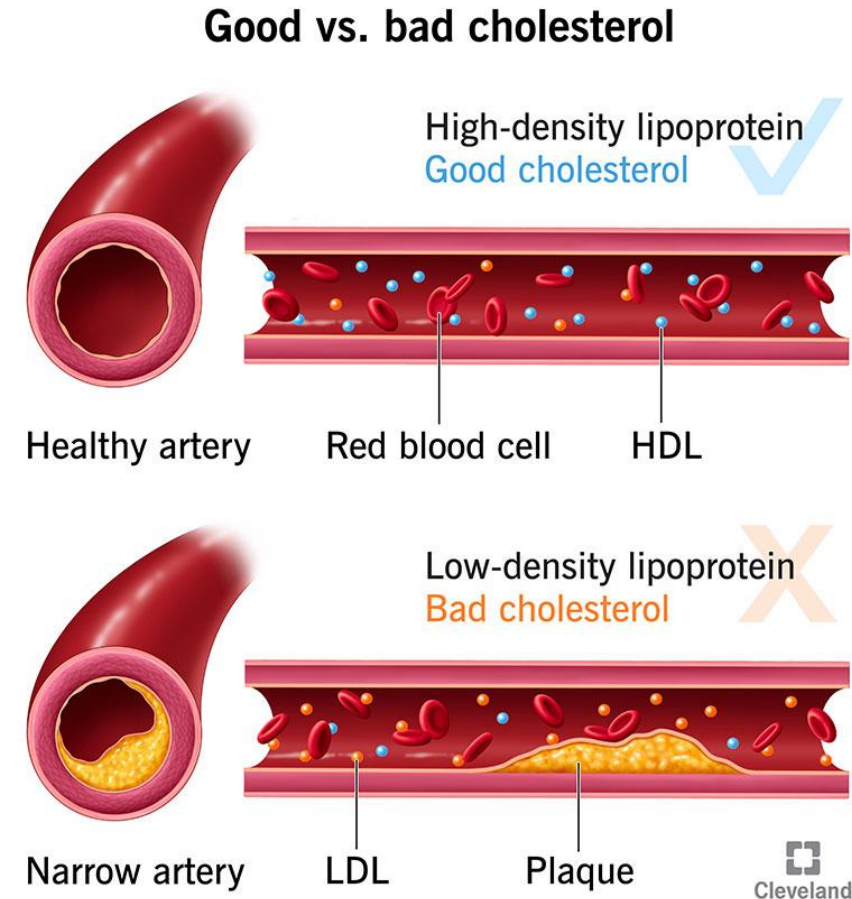 Good vs. bad cholesterol
High-density lipoprotein
Good cholesterol
Healthy artery
Red blood cell
HDL
Low-density lipoprotein
Bad cholesterol
Narrow artery
LDL
Plaque
Cleveland